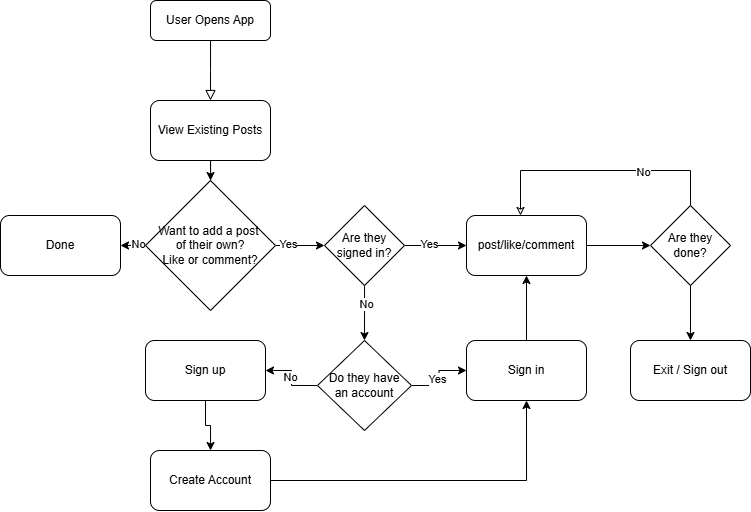 User Opens App
View Existing Posts
No
Want to add a post
of their own?
Like or comment?
Done
No
Yes
Are they
signed in?
Yes
post/like/comment
Are they
done?
No
Sign up
No
Do they have
an account
Yes
Sign in
Exit / Sign out
Create Account